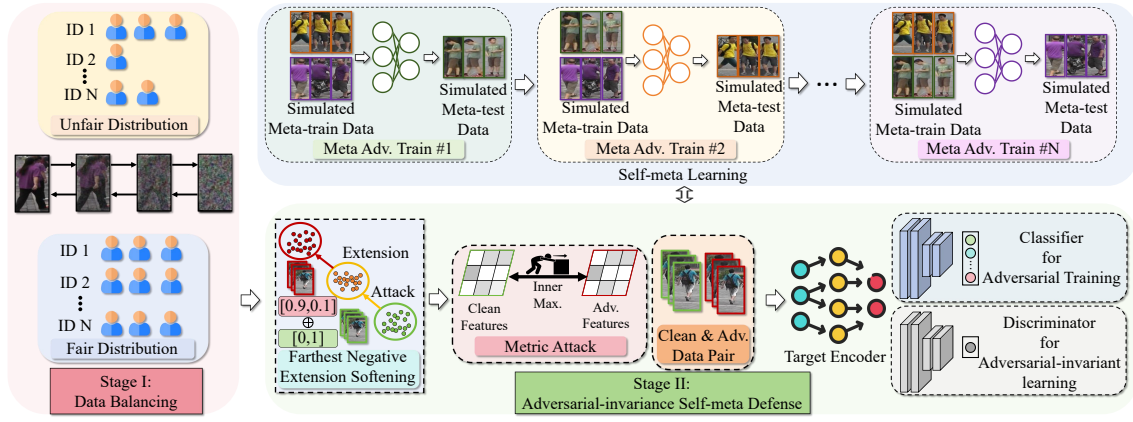 ID 1
ID 2
ID N
Unfair Distribution
ID 1
ID 2
ID N
Fair Distribution
Stage I:
Data Balancing
Simulated
Meta-train Data
Simulated
Meta-test
Data
Meta Adv. Train #1
Simulated
Meta-train Data
Simulated
Meta-test
Data
Meta Adv. Train #2
...
Simulated
Meta-train Data
Simulated
Meta-test
Data
Meta Adv. Train #N
Self-meta Learning
Extension
Attack
[0.9,0.1]
⊕
[0,1]
Farthest Negative
Extension Softening
Clean
Features
Inner
Max.
Adv.
Features
Metric Attack
Clean & Adv.
Data Pair
Target Encoder
Classifier
for
Adversarial Training
Discriminator
for
Adversarial-invariant
learning
Stage II:
Adversarial-invariance Self-meta Defense